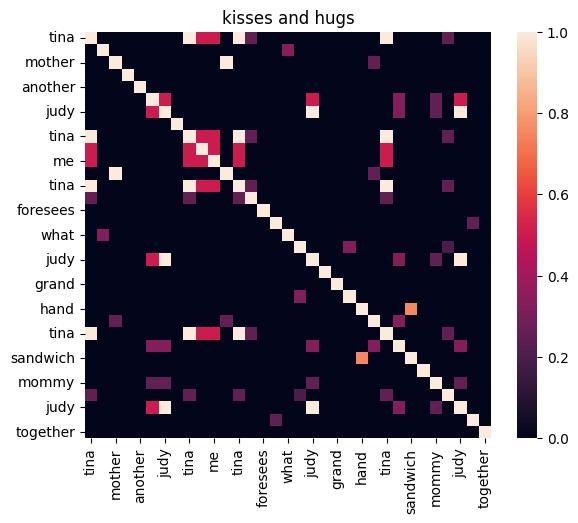 kisses and hugs
tina
mother
another
judy
tina
me
tina
foresees
what
judy
grand
hand
tina
sandwich
mommy
judy
together
1.0
0.8
0.6
0.4
0.2
0.0
tina
mother
another
judy
tina
me
tina
foresees
what
judy
grand
hand
tina
sandwich
mommy
judy
together